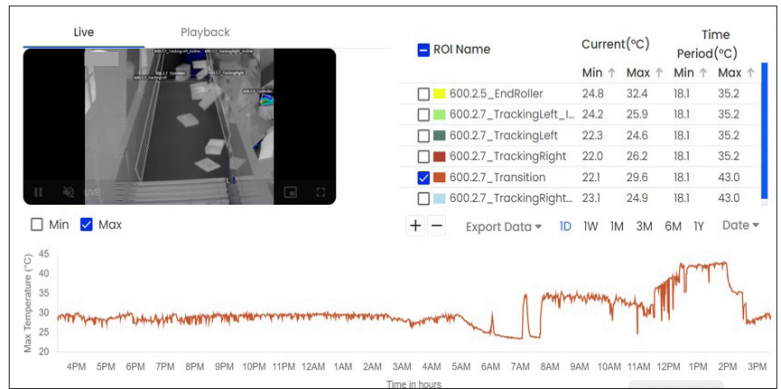 Live Playback
ROI Name Current(°C) Time Period(°C)
Min ↑ Max ↑ Min ↑ Max ↑
600.2.5_EndRoller 24.8 32.4 18.1 35.2
600.2.7_TrackingLeft_I... 24.2 25.9 18.1 35.2
600.2.7_TrackingLeft 22.3 24.6 18.1 35.2
600.2.7_TrackingRight 22.0 26.2 18.1 35.2
600.2.7_Transition 22.1 29.6 18.1 43.0
600.2.7_TrackingRight... 23.1 24.9 18.1 43.0
LIVE
Min Max
+ − Export Data 1D 1W 1M 3M 6M 1Y Date
Max Temperature (°C)
45
40
35
30
25
20
4PM 5PM 6PM 7PM 8PM 9PM 10PM 11PM 12AM 1AM 2AM 3AM 4AM 5AM 6AM 7AM 8AM 9AM 10AM 11AM 12PM 1PM 2PM 3PM
Time in hours